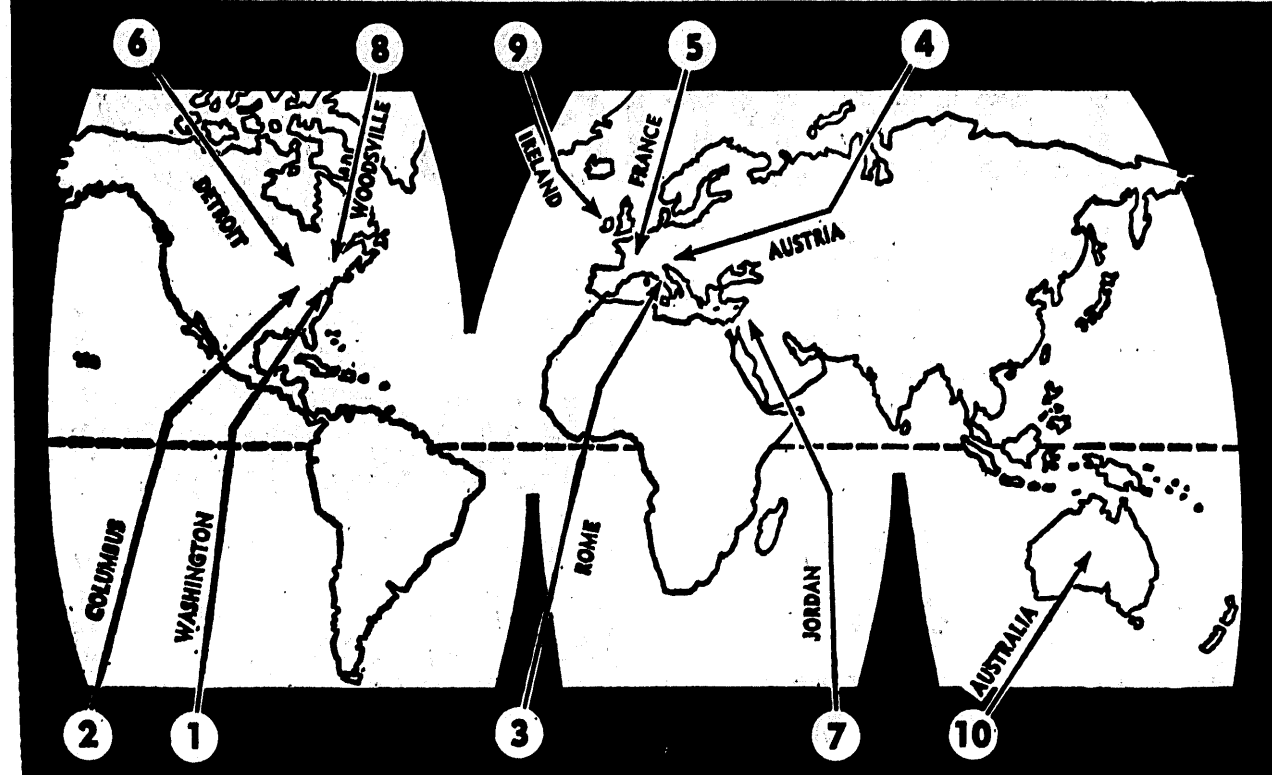 6
8
9
5
4
DETROIT
WOODSVILLE
IRELAND
FRANCE
AUSTRIA
COLUMBUS
WASHINGTON
ROME
JORDAN
AUSTRALIA
2
1
3
7
10